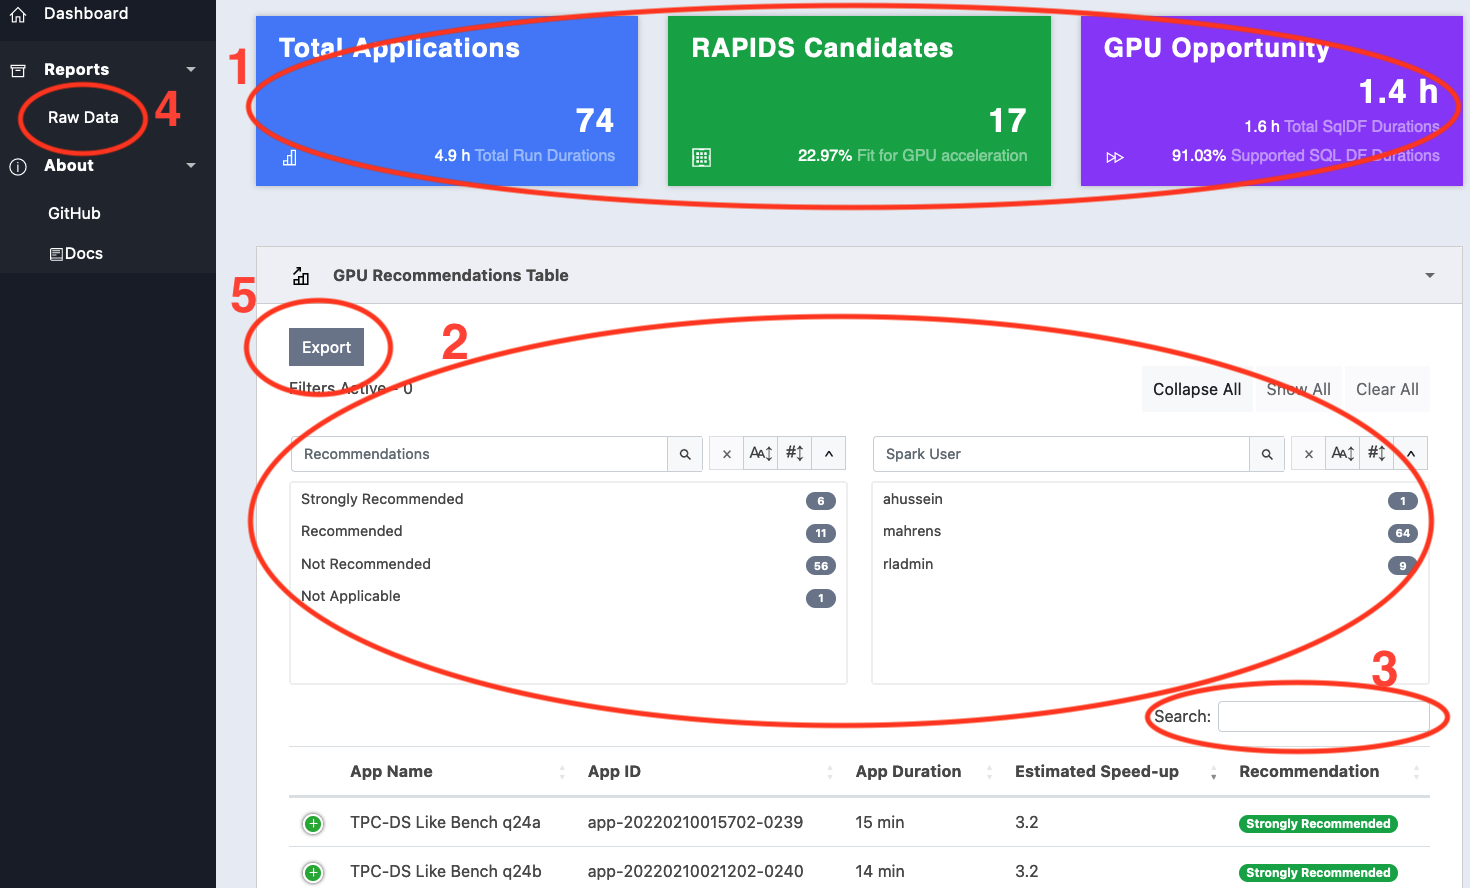 Dashboard
Reports
Raw Data
4
About
GitHub
Docs
1
Total Applications
74
4.9 h Total Run Durations
RAPIDS Candidates
17
22.97% Fit for GPU acceleration
GPU Opportunity
1.4 h
1.6 h Total SqlDF Durations
91.03% Supported SQL DF Durations
GPU Recommendations Table
5
2
Export
Filters Active - 0
Collapse All Show All Clear All
Recommendations
AA #
Strongly Recommended 6
Recommended 11
Not Recommended 56
Not Applicable 1
Spark User
AA #
ahussein 1
mahrens 64
rladmin 9
3
Search:
App Name App ID App Duration Estimated Speed-up Recommendation
TPC-DS Like Bench q24a app-20220210015702-0239 15 min 3.2 Strongly Recommended
TPC-DS Like Bench q24b app-20220210021202-0240 14 min 3.2 Strongly Recommended